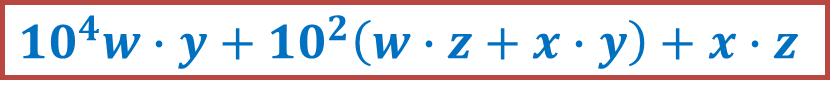 10⁴w · y + 10²(w · z + x · y) + x · z